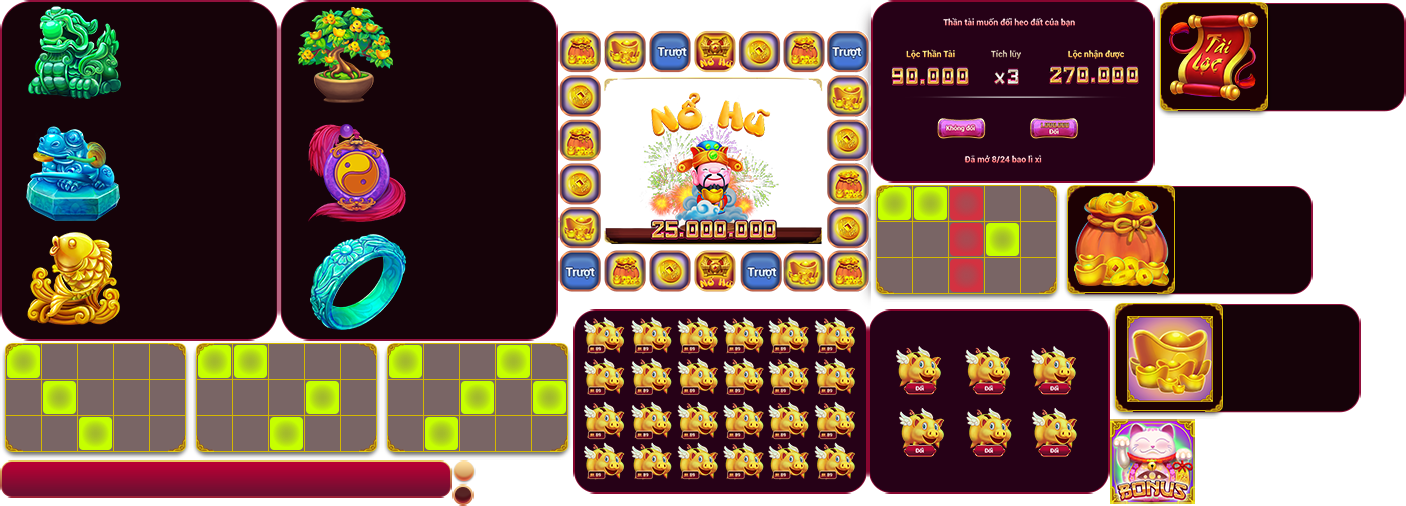 Trượt
NỔ HŨ
Trượt
NỔ HŨ
25.000.000
Trượt
NỔ HŨ
Trượt
Thần tài muốn đổi heo đất của bạn
Lộc Thần Tài
Tích lũy
Lộc nhận được
90.000
x3
270.000
Không đổi
Đổi
Đã mở 8/24 bao lì xì
Tài
Lộc
Đổi
Đổi
Đổi
Đổi
Đổi
Đổi
BONUS